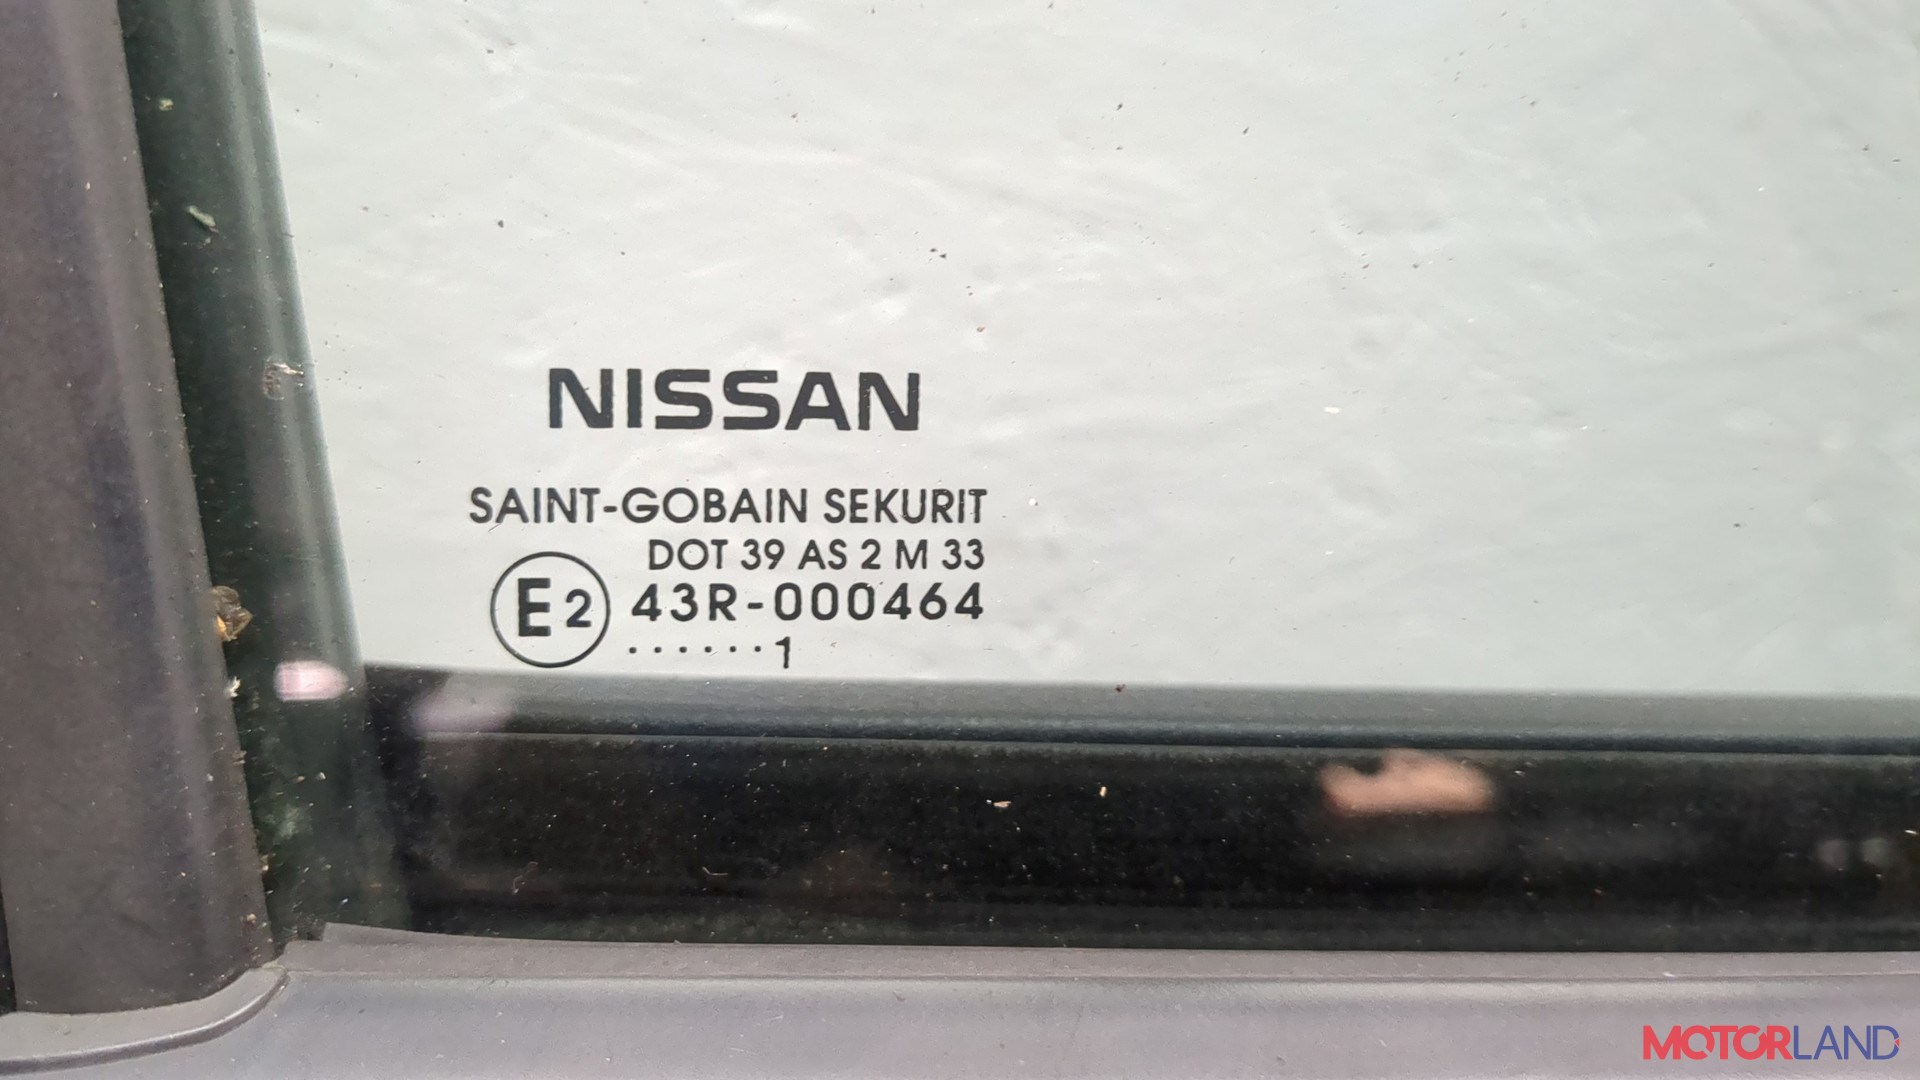 NISSAN
SAINT-GOBAIN SEKURIT
DOT 39 AS 2 M 33
E2 43R-000464
......1
MOTORLAND